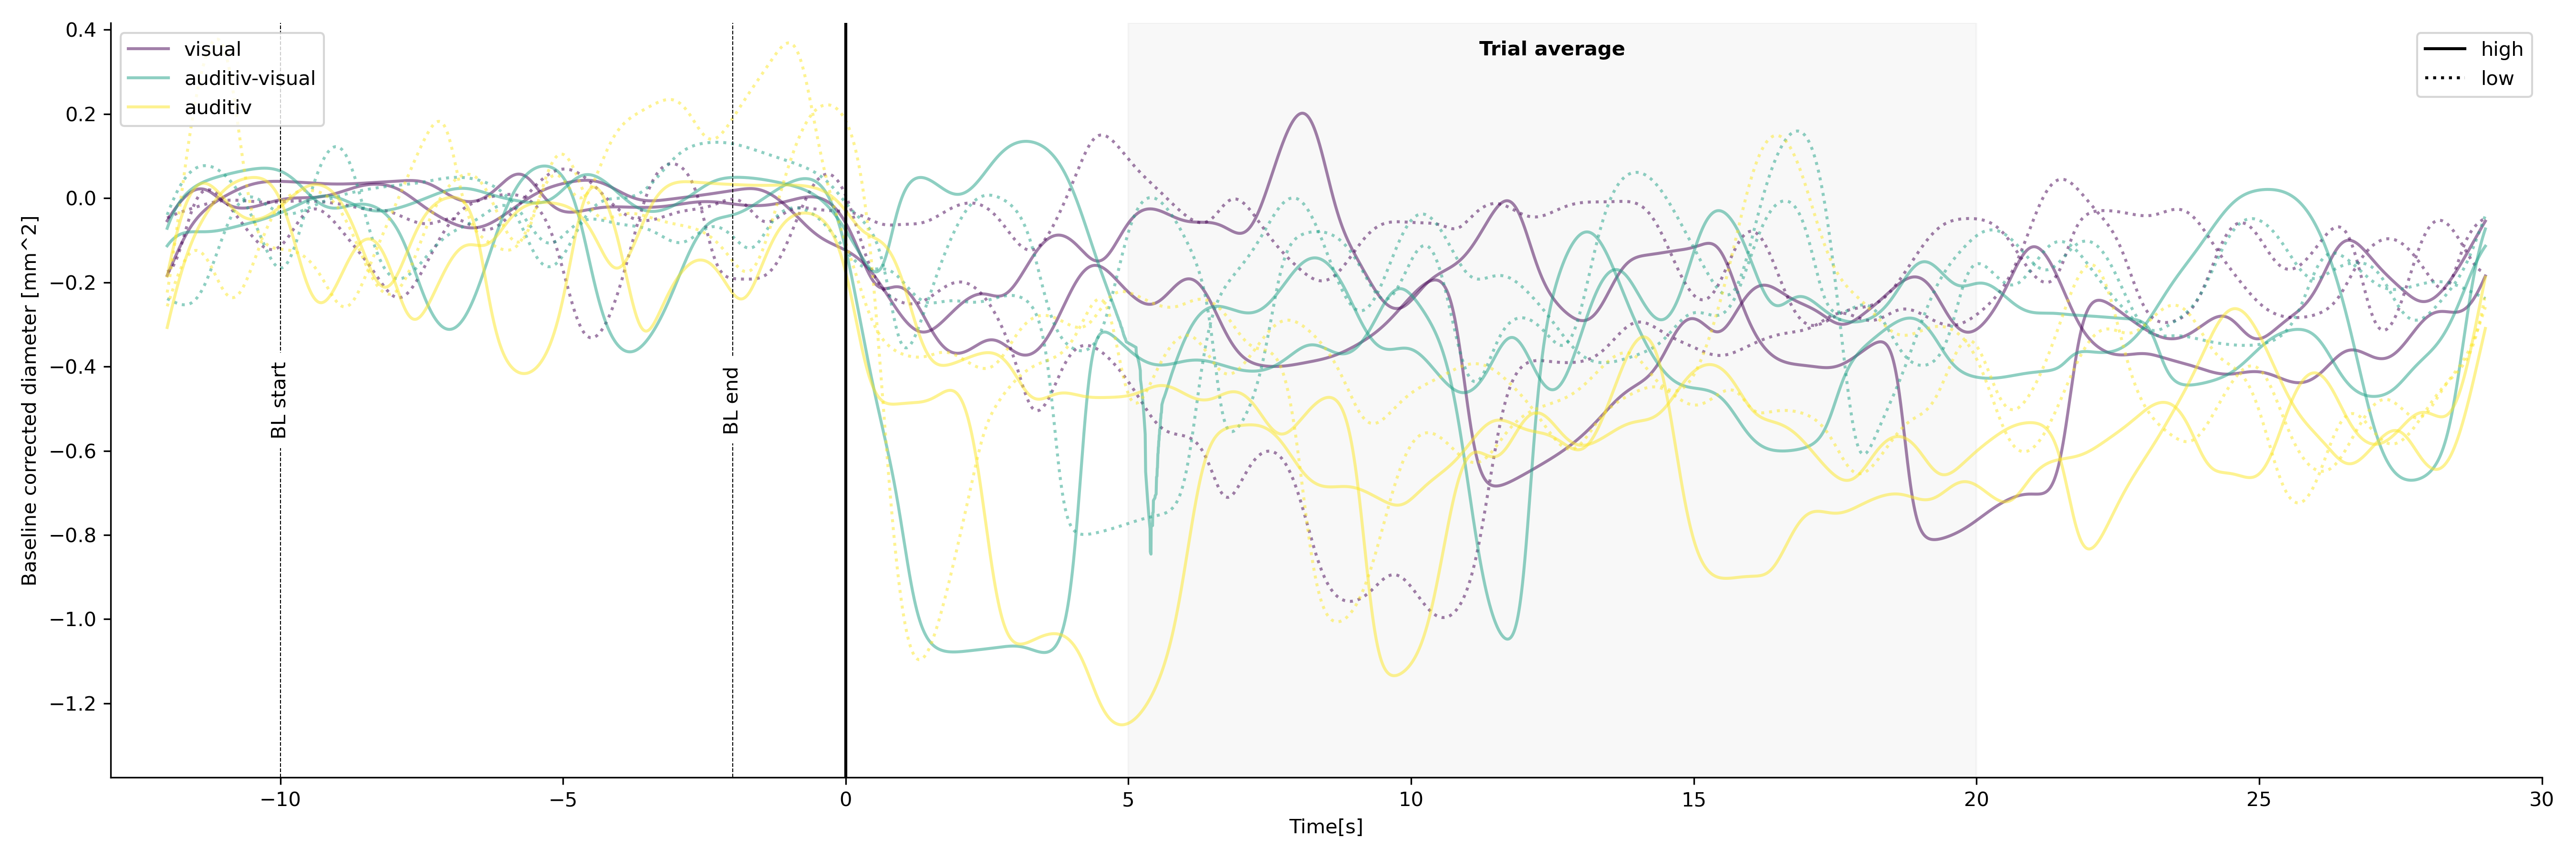 visual
auditiv-visual
auditiv
Trial average
high
low
BL start
BL end
Baseline corrected diameter [mm^2]
0.4
0.2
0.0
−0.2
−0.4
−0.6
−0.8
−1.0
−1.2
−10
−5
0
5
10
15
20
25
30
Time[s]